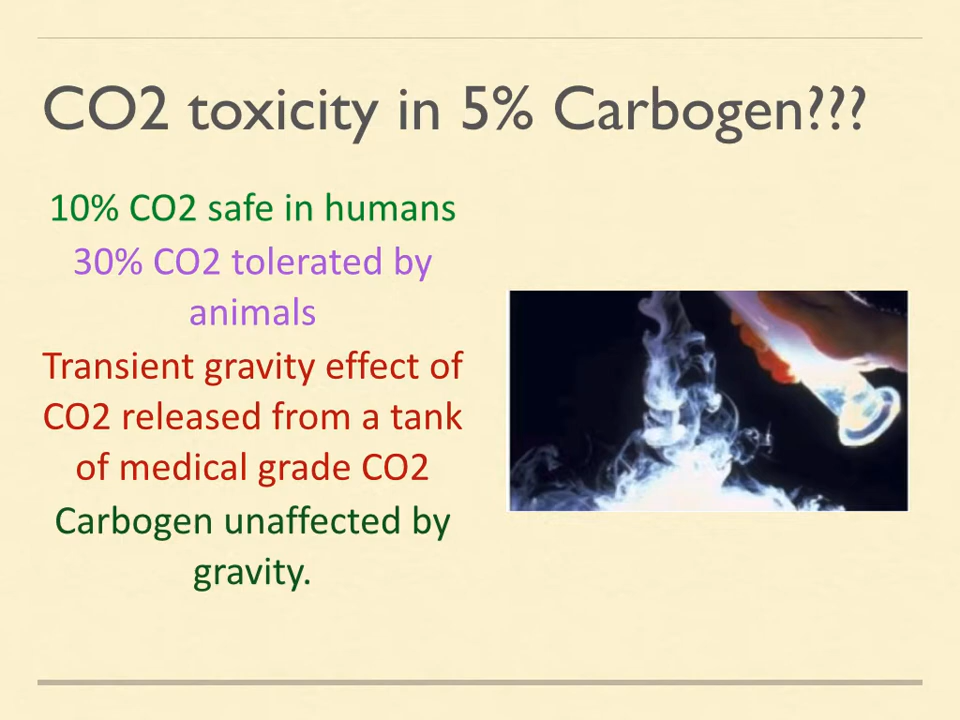 CO2 toxicity in 5% Carbogen???
10% CO2 safe in humans
30% CO2 tolerated by
animals
Transient gravity effect of
CO2 released from a tank
of medical grade CO2
Carbogen unaffected by
gravity.